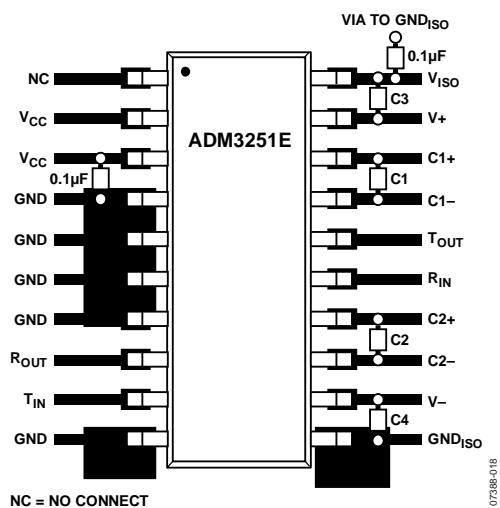 VIA TO GNDISO
0.1µF
NC
VISO
C3
VCC
V+
ADM3251E
VCC
C1+
0.1µF
C1
GND
C1–
GND
TOUT
GND
RIN
GND
C2+
C2
ROUT
C2–
TIN
V–
C4
GND
GNDISO
NC = NO CONNECT
07388-018